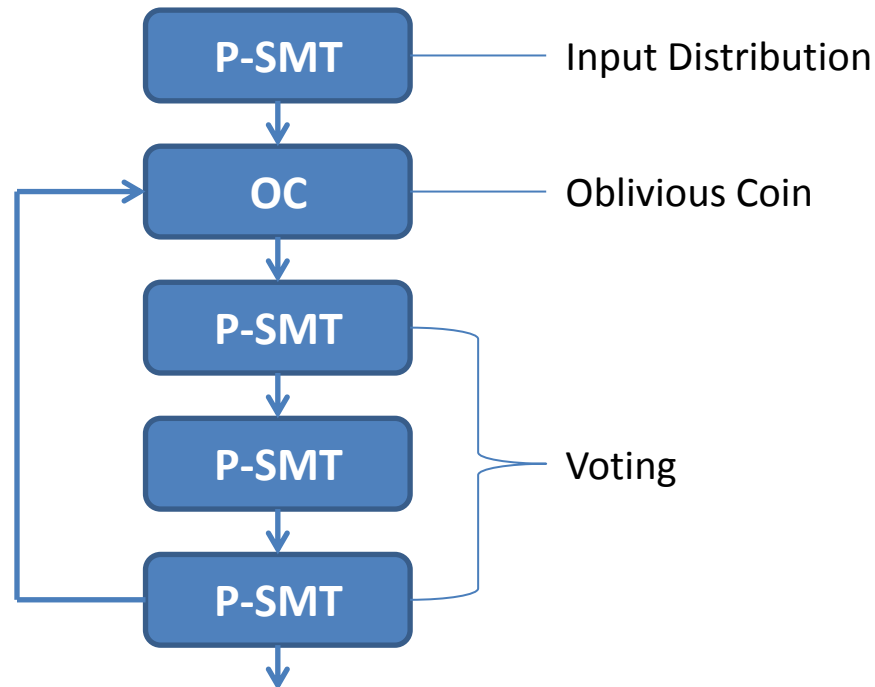 P-SMT
Input Distribution
OC
Oblivious Coin
P-SMT
P-SMT
Voting
P-SMT